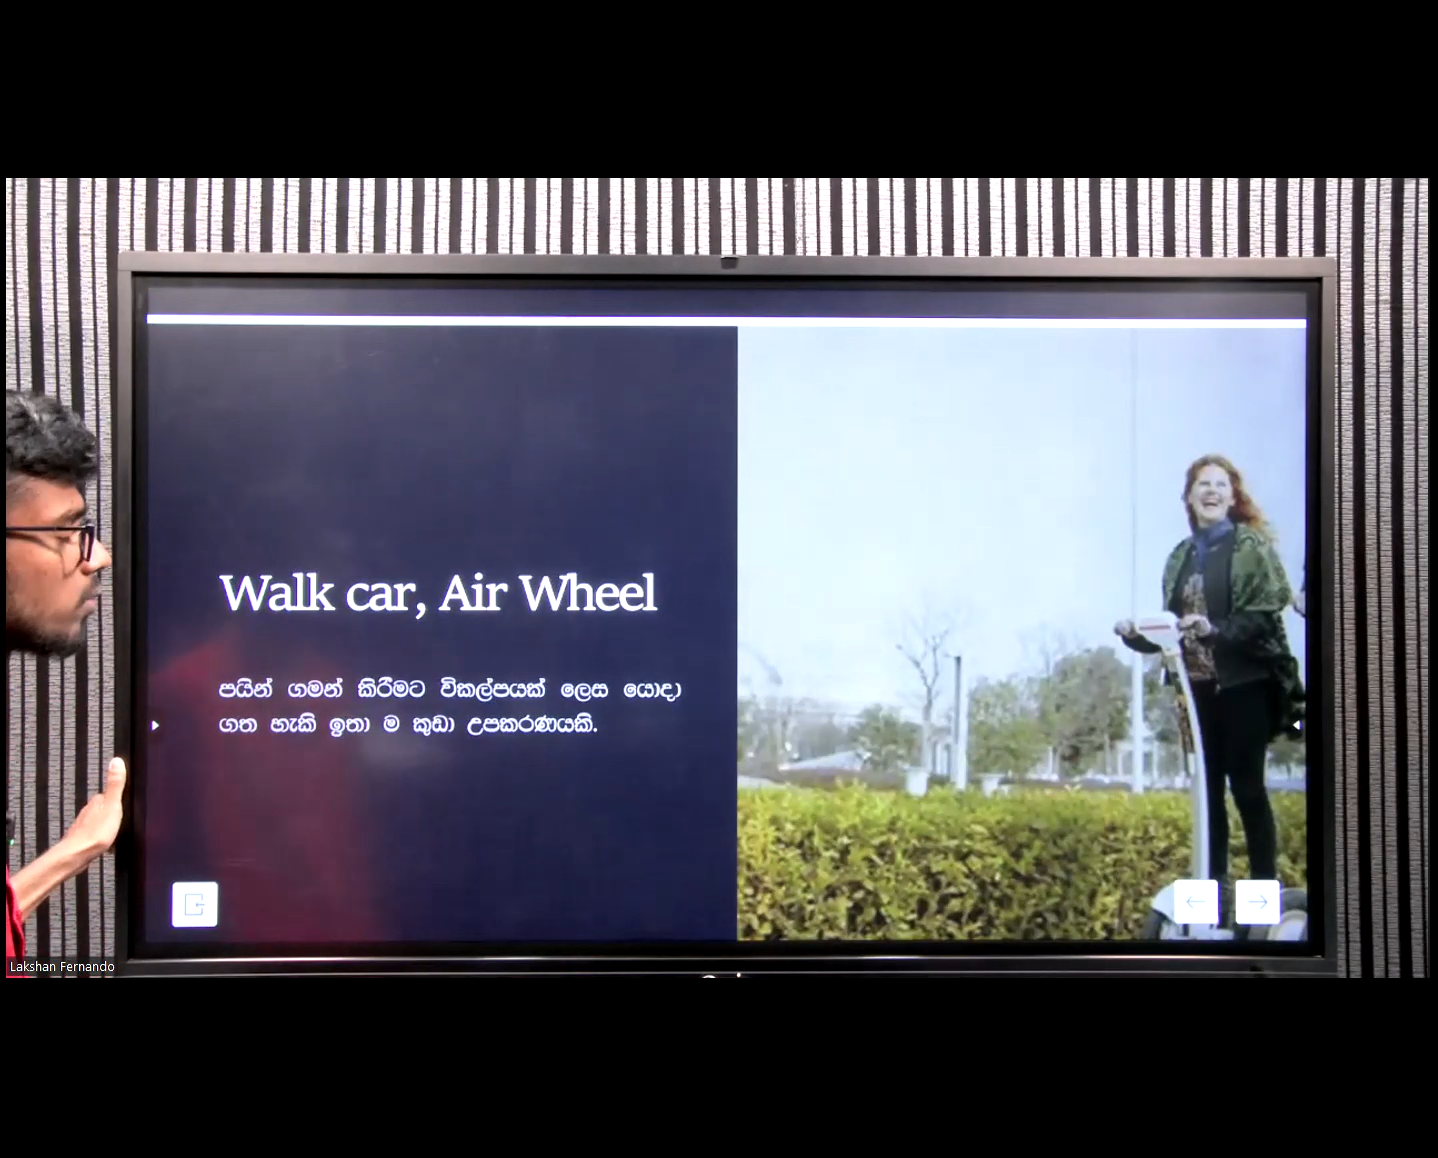 Walk car, Air Wheel
පයින් ගමන් කිරීමට විකල්පයක් ලෙස යොදා
ගත හැකි ඉතා ම කුඩා උපකරණයකි.
Lakshan Fernando